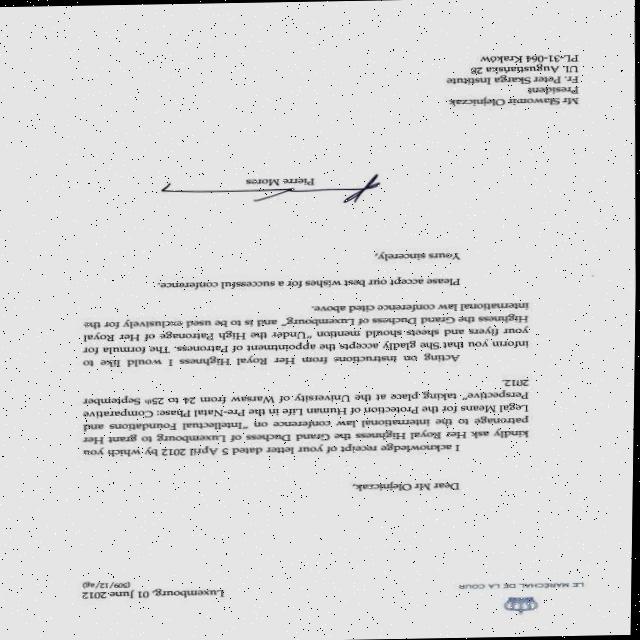 LE MARÉCHAL DE LA COUR
Luxembourg, 01 June 2012
(509/12/ag)
Dear Mr Olejniczak,
I acknowledge receipt of your letter dated 5 April 2012 by which you
kindly ask Her Royal Highness the Grand Duchess of Luxembourg to grant Her
patronage to the international law conference on "Intellectual Foundations and
Legal Means for the Protection of Human Life in the Pre-Natal Phase: Comparative
Perspective" taking place at the University of Warsaw from 24 to 25th September
2012.
Acting on instructions from Her Royal Highness I would like to
inform you that She gladly accepts the appointment of Patroness. The formula for
your flyers and sheets should mention "Under the High Patronage of Her Royal
Highness the Grand Duchess of Luxembourg" and is to be used exclusively for the
international law conference cited above.
Please accept our best wishes for a successful conference.
Yours sincerely,
Pierre Mores
Mr Sławomir Olejniczak
President
Fr. Peter Skarga Institute
Ul. Augustiańska 28
PL-31-064 Kraków